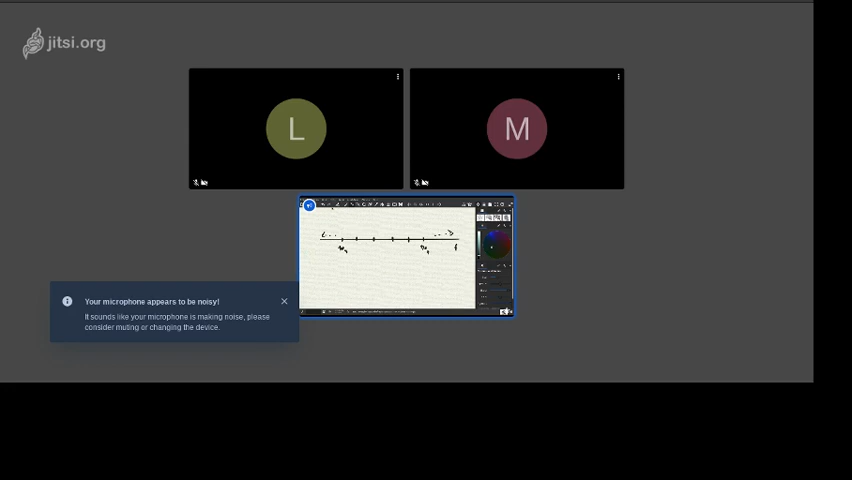 jitsi.org
L
M
Your microphone appears to be noisy!
It sounds like your microphone is making noise, please
consider muting or changing the device.